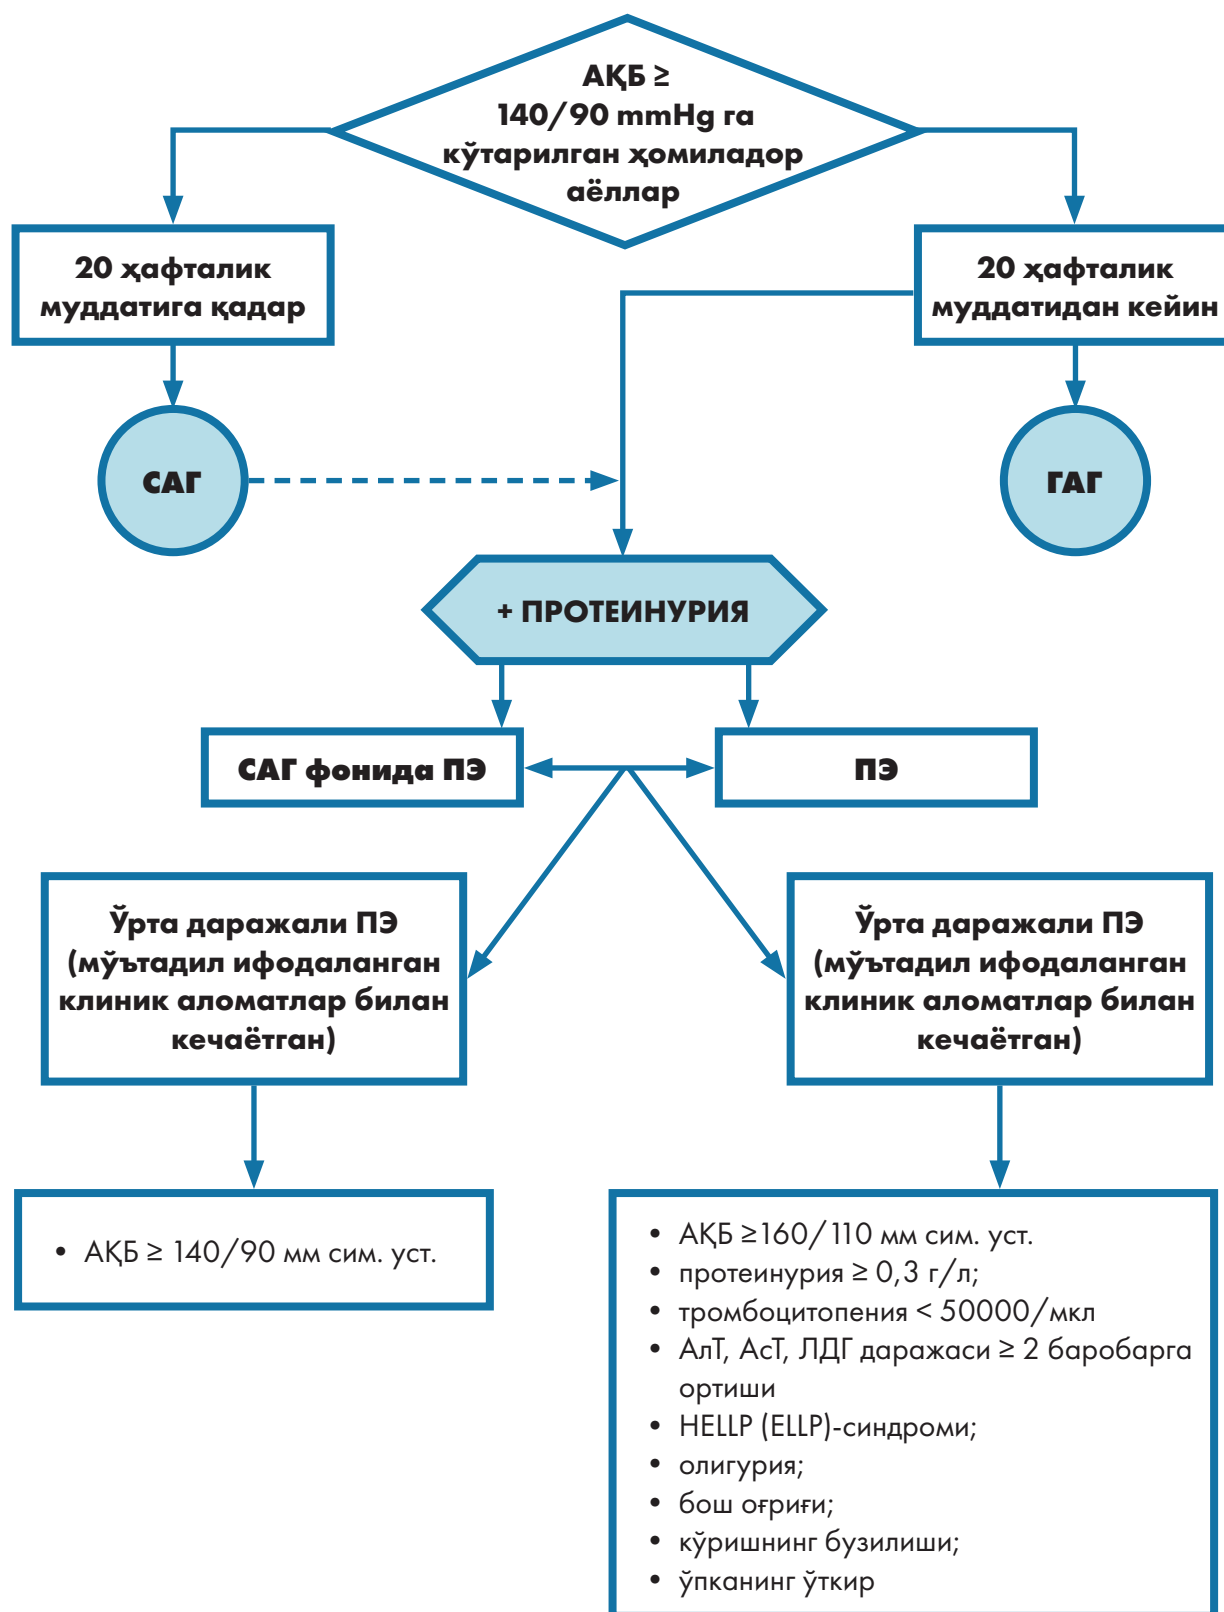 АҚБ ≥
140/90 mmHg га
кўтарилган ҳомиладор
аёллар
20 ҳафталик
муддатига қадар
20 ҳафталик
муддатидан кейин
САГ
ГАГ
+ ПРОТЕИНУРИЯ
САГ фонида ПЭ
ПЭ
Ўрта даражали ПЭ
(мўътадил ифодаланган
клиник аломатлар билан
кечаётган)
Ўрта даражали ПЭ
(мўътадил ифодаланган
клиник аломатлар билан
кечаётган)
• АҚБ ≥ 140/90 мм сим. уст.
• АҚБ ≥160/110 мм сим. уст.
• протеинурия ≥ 0,3 г/л;
• тромбоцитопения < 50000/мкл
• АлТ, АсТ, ЛДГ даражаси ≥ 2 баробарга
ортиши
• HELLP (ELLP)-синдроми;
• олигурия;
• бош оғриғи;
• кўришнинг бузилиши;
• ўпканинг ўткир